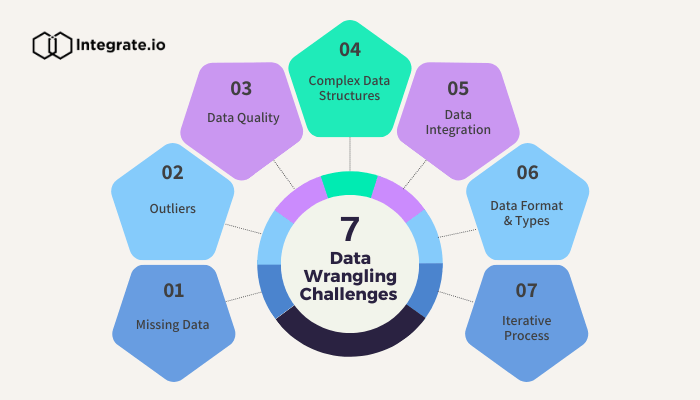 Integrate.io
01
Missing Data
02
Outliers
03
Data Quality
04
Complex Data
Structures
05
Data
Integration
06
Data Format
& Types
07
Iterative
Process
7
Data
Wrangling
Challenges